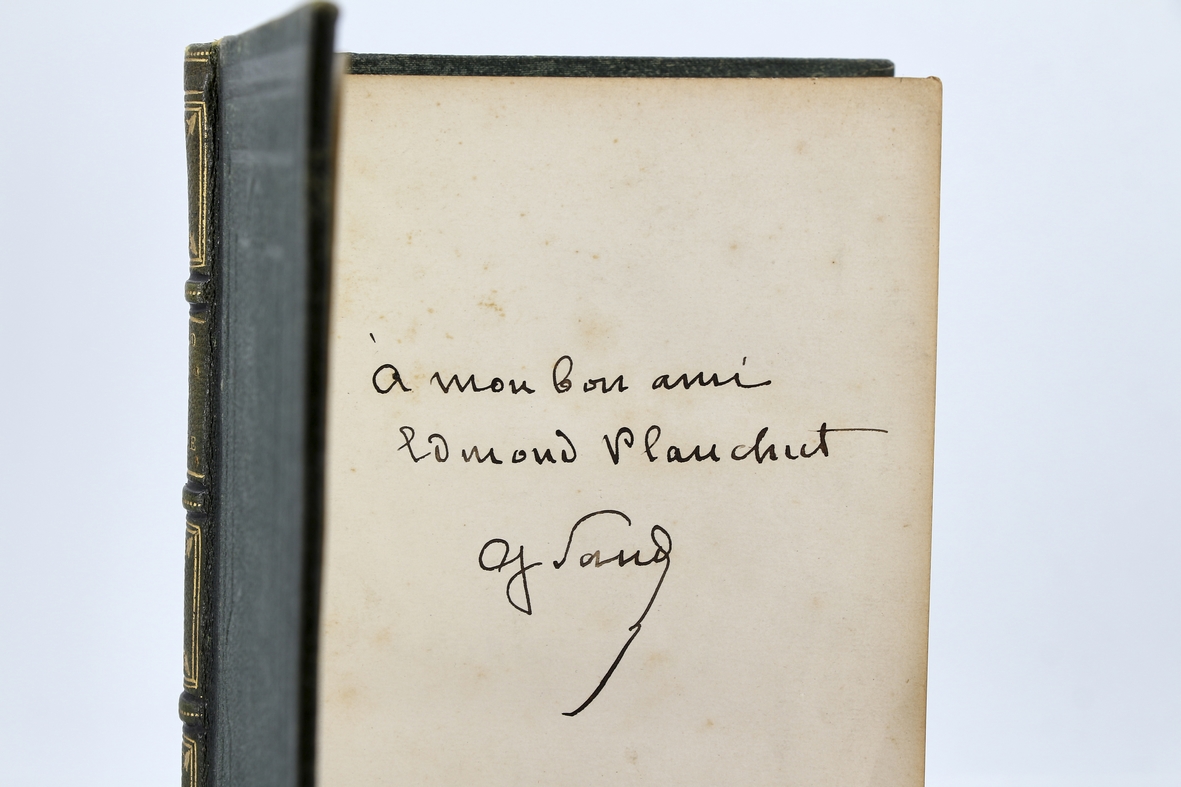 à mon bon ami
Edmond Plauchut
G Sand